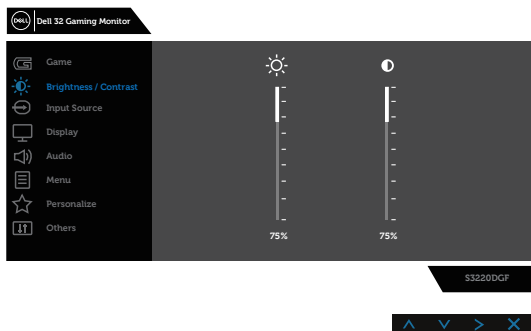 DELL
Dell 32 Gaming Monitor
Game
Brightness / Contrast
Input Source
Display
Audio
Menu
Personalize
Others
75%
75%
S3220DGF